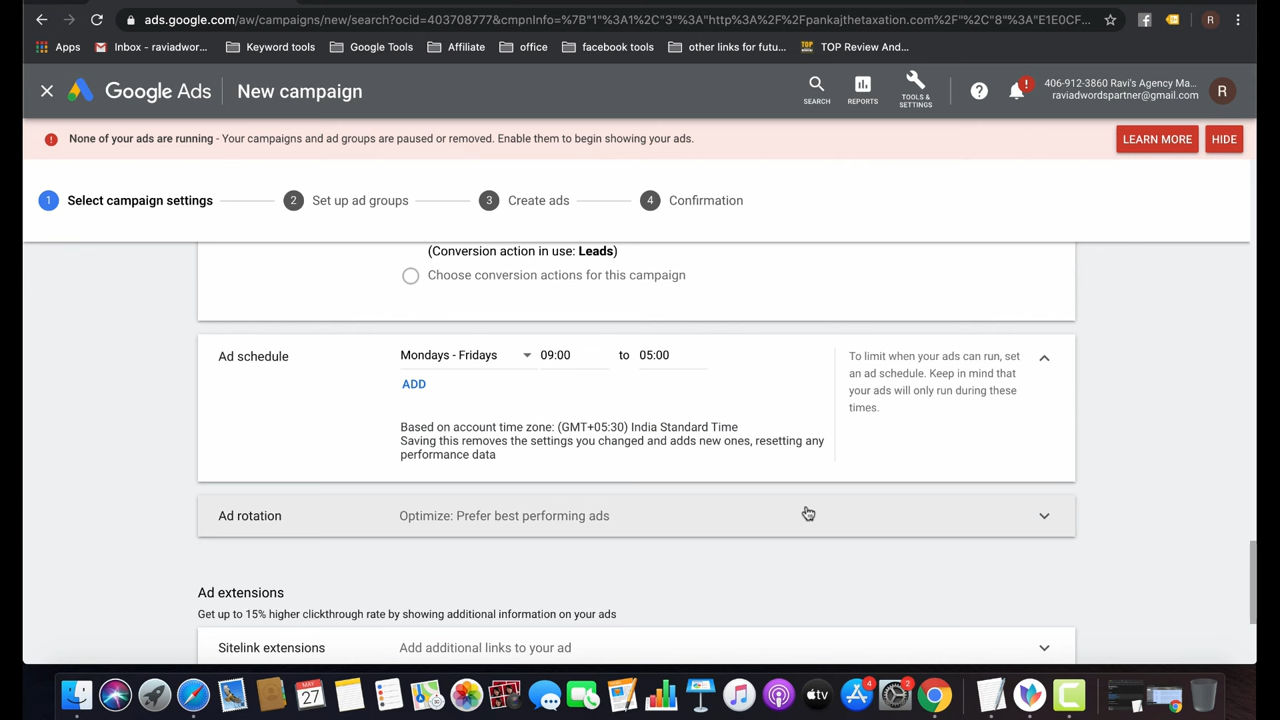 ads.google.com/aw/campaigns/new/search?ocid=403708777&cmpnInfo=%7B"1"%3A1%2C"3"%3A"http%3A%2F%2Fpankajthetaxation.com%2F"%2C"8"%3A"E1E0CF...
R
Apps
Inbox - raviadwor...
Keyword tools
Google Tools
Affiliate
office
facebook tools
other links for futu...
TOP Review And...
Google Ads
New campaign
SEARCH
REPORTS
TOOLS &
SETTINGS
406-912-3860 Ravi's Agency Ma...
raviadwordspartner@gmail.com
R
None of your ads are running - Your campaigns and ad groups are paused or removed. Enable them to begin showing your ads.
LEARN MORE
HIDE
1 Select campaign settings
2 Set up ad groups
3 Create ads
4 Confirmation
(Conversion action in use: Leads)
Choose conversion actions for this campaign
Ad schedule
Mondays - Fridays
09:00
to
05:00
ADD
Based on account time zone: (GMT+05:30) India Standard Time
Saving this removes the settings you changed and adds new ones, resetting any
performance data
To limit when your ads can run, set
an ad schedule. Keep in mind that
your ads will only run during these
times.
Ad rotation
Optimize: Prefer best performing ads
Ad extensions
Get up to 15% higher clickthrough rate by showing additional information on your ads
Sitelink extensions
Add additional links to your ad
MAY
27
tv
4
2